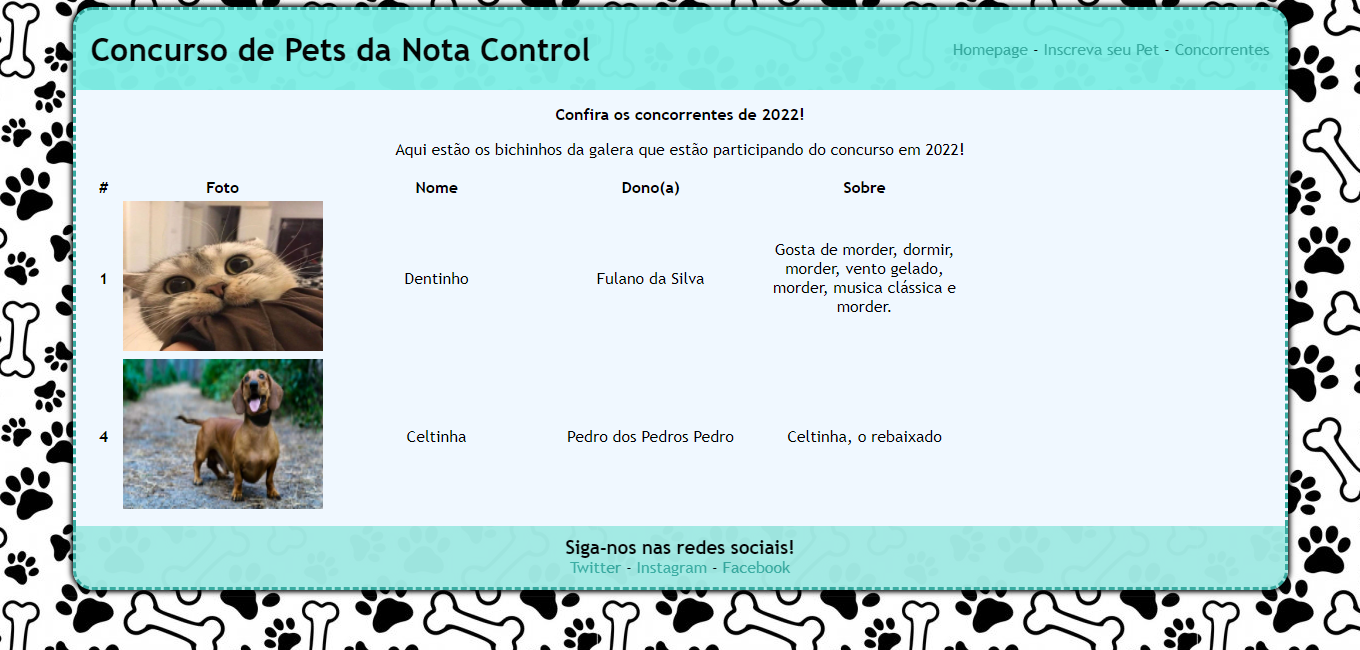 Concurso de Pets da Nota Control
Homepage - Inscreva seu Pet - Concorrentes
Confira os concorrentes de 2022!
Aqui estão os bichinhos da galera que estão participando do concurso em 2022!
# Foto Nome Dono(a) Sobre
1 Dentinho Fulano da Silva Gosta de morder, dormir,
morder, vento gelado,
morder, musica clássica e
morder.
4 Celtinha Pedro dos Pedros Pedro Celtinha, o rebaixado
Siga-nos nas redes sociais!
Twitter - Instagram - Facebook